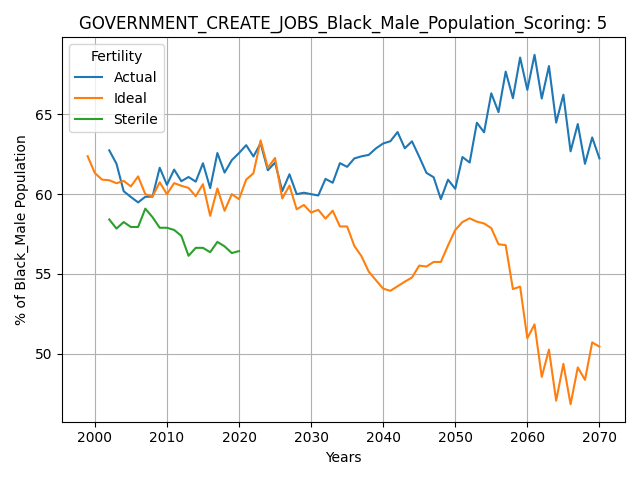 GOVERNMENT_CREATE_JOBS_Black_Male_Population_Scoring: 5
Fertility
Actual
Ideal
Sterile
% of Black_Male Population
65
60
55
50
2000 2010 2020 2030 2040 2050 2060 2070
Years